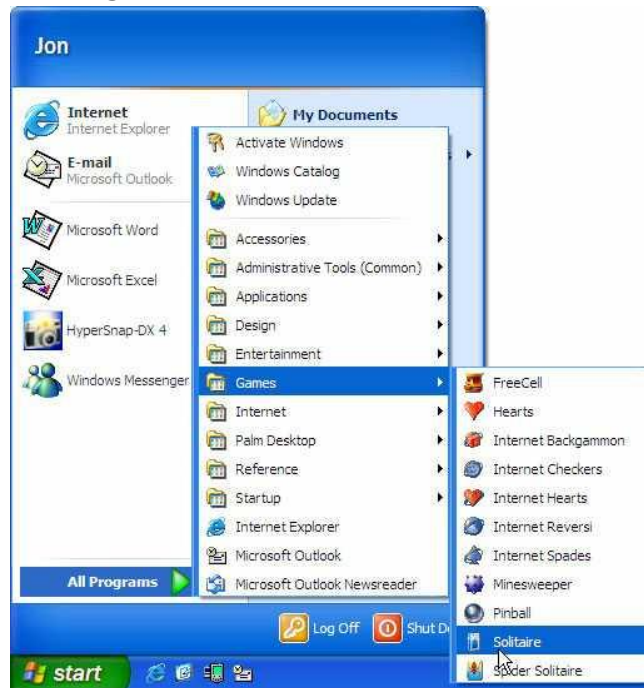 Jon
Internet
Internet Explorer
E-mail
Microsoft Outlook
Microsoft Word
Microsoft Excel
HyperSnap-DX 4
Windows Messenger
All Programs
My Documents
Activate Windows
Windows Catalog
Windows Update
Accessories
Administrative Tools (Common)
Applications
Design
Entertainment
Games
Internet
Palm Desktop
Reference
Startup
Internet Explorer
Microsoft Outlook
Microsoft Outlook Newsreader
FreeCell
Hearts
Internet Backgammon
Internet Checkers
Internet Hearts
Internet Reversi
Internet Spades
Minesweeper
Pinball
Solitaire
Spider Solitaire
Log Off
Shut D
start